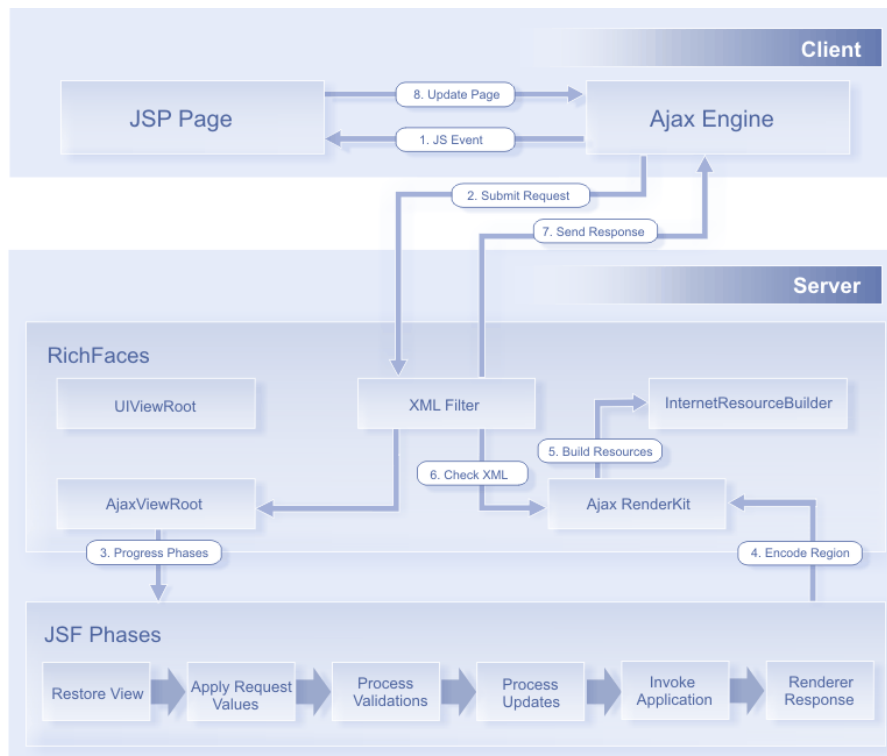 Client
JSP Page
8. Update Page
1. JS Event
Ajax Engine
2. Submit Request
7. Send Response
Server
RichFaces
UIViewRoot
XML Filter
InternetResourceBuilder
5. Build Resources
6. Check XML
AjaxViewRoot
Ajax RenderKit
3. Progress Phases
4. Encode Region
JSF Phases
Restore View
Apply Request
Values
Process
Validations
Process
Updates
Invoke
Application
Renderer
Response